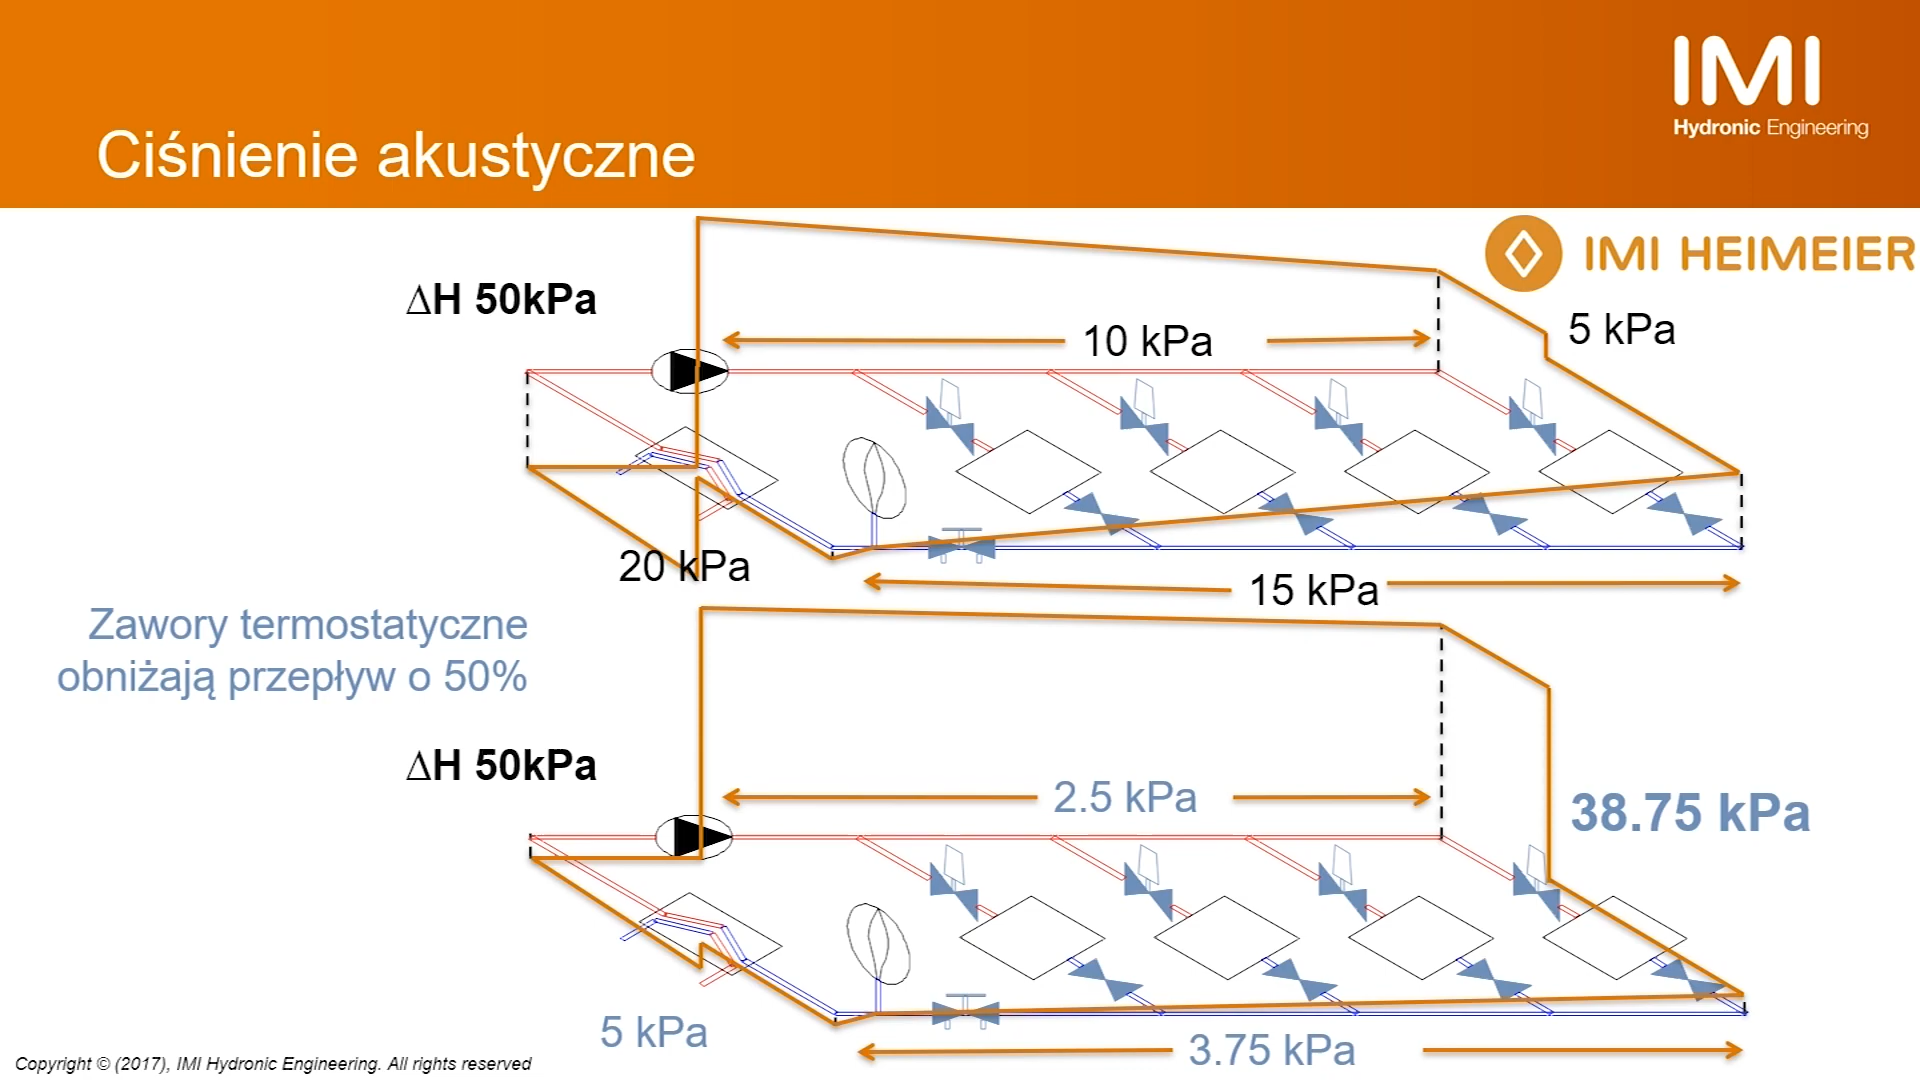 IMI
Hydronic Engineering
Ciśnienie akustyczne
IMI HEIMEIER
∆H 50kPa
10 kPa
5 kPa
20 kPa
15 kPa
Zawory termostatyczne
obniżają przepływ o 50%
∆H 50kPa
2.5 kPa
38.75 kPa
5 kPa
3.75 kPa
Copyright © (2017), IMI Hydronic Engineering. All rights reserved